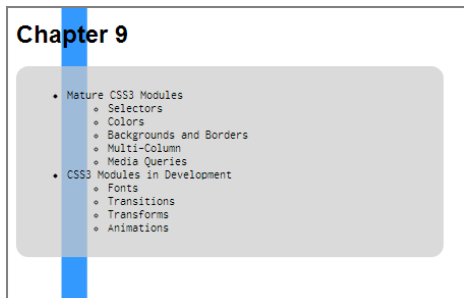 Chapter 9
Mature CSS3 Modules
Selectors
Colors
Backgrounds and Borders
Multi-Column
Media Queries
CSS3 Modules in Development
Fonts
Transitions
Transforms
Animations